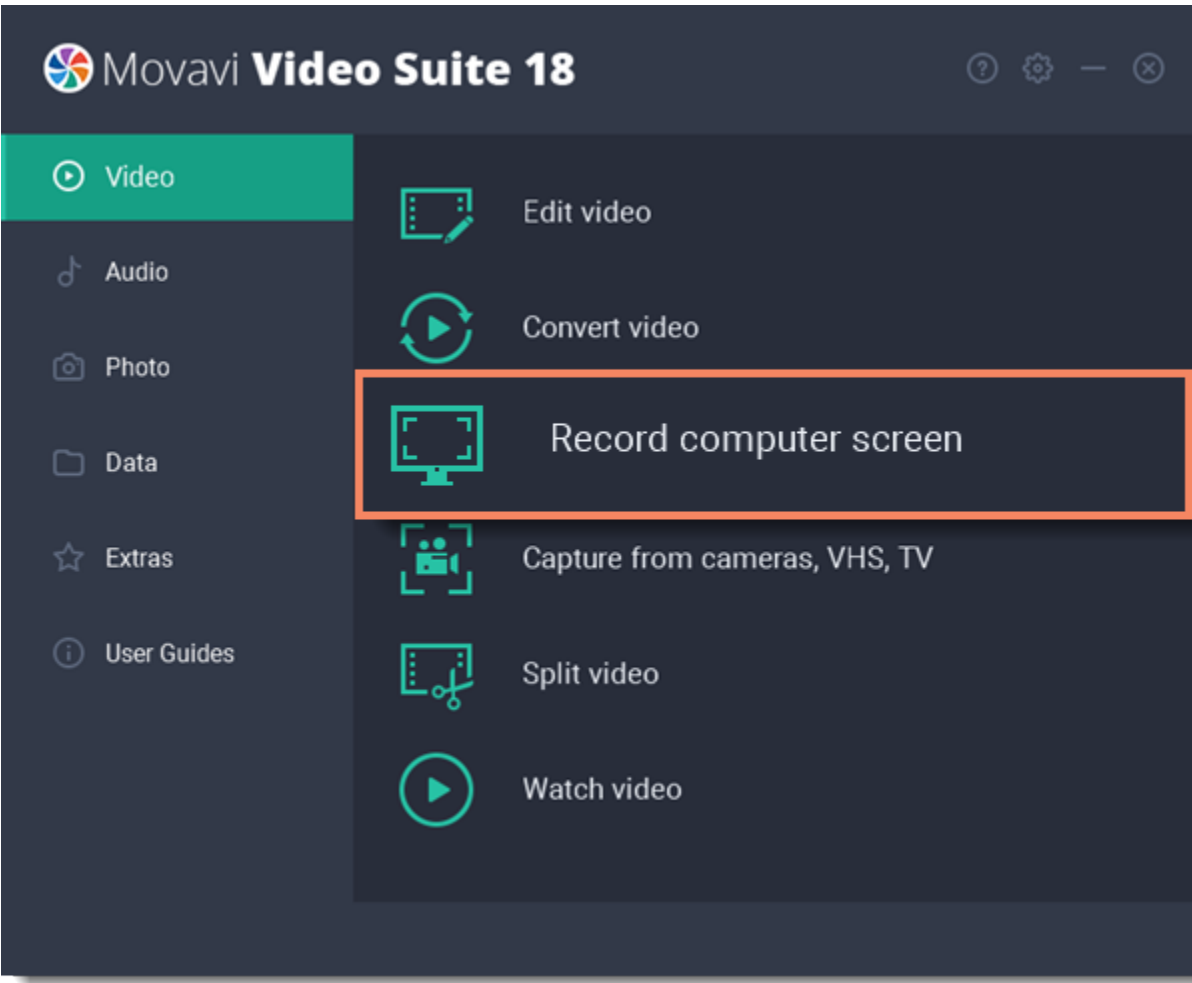 Movavi Video Suite 18
Video
Audio
Photo
Data
Extras
User Guides
Edit video
Convert video
Record computer screen
Capture from cameras, VHS, TV
Split video
Watch video